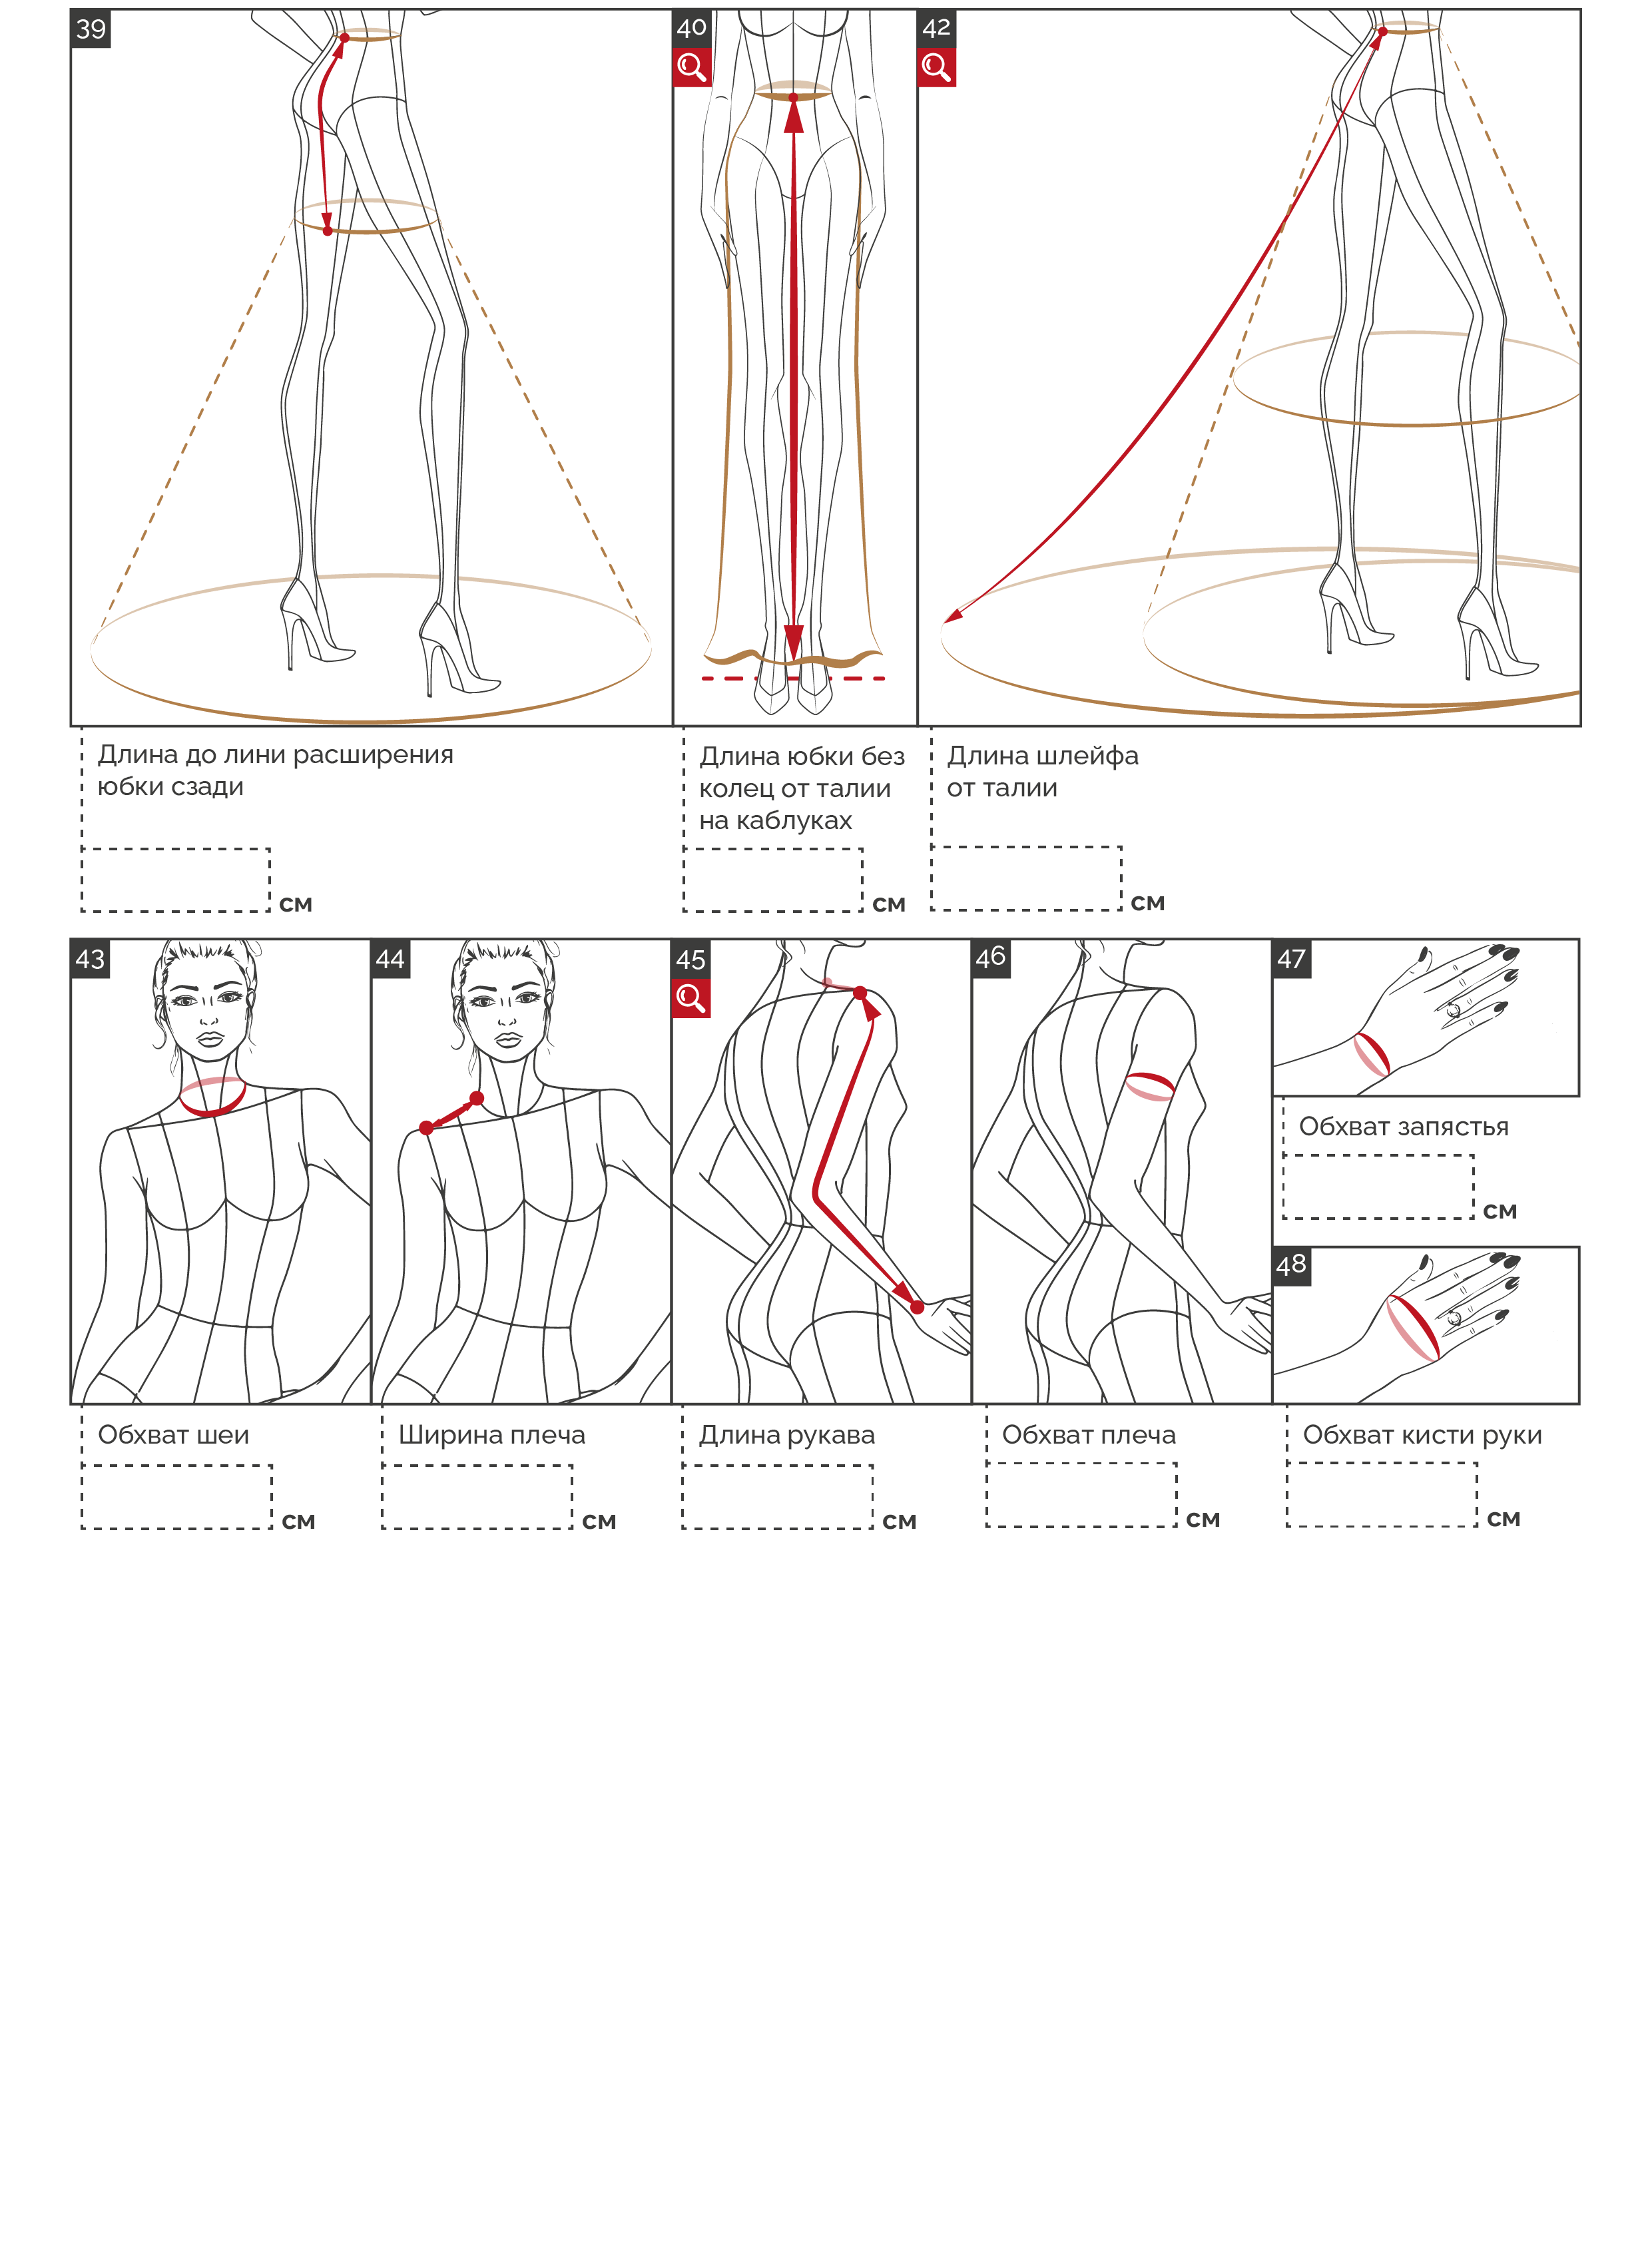 39
40
42
Длина до лини расширения
юбки сзади
см
Длина юбки без
колец от талии
на каблуках
см
Длина шлейфа
от талии
см
43
44
45
46
47
Обхват запястья
см
48
Обхват шеи
см
Ширина плеча
см
Длина рукава
см
Обхват плеча
см
Обхват кисти руки
см